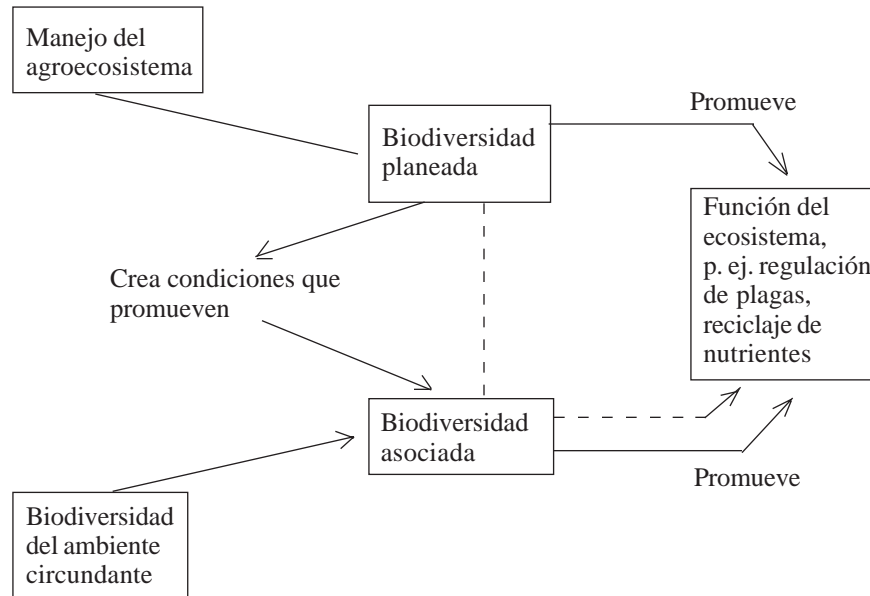 Manejo del
agroecosistema
Promueve
Biodiversidad
planeada
Función del
ecosistema,
p. ej. regulación
de plagas,
reciclaje de
nutrientes
Crea condiciones que
promueven
Biodiversidad
asociada
Promueve
Biodiversidad
del ambiente
circundante